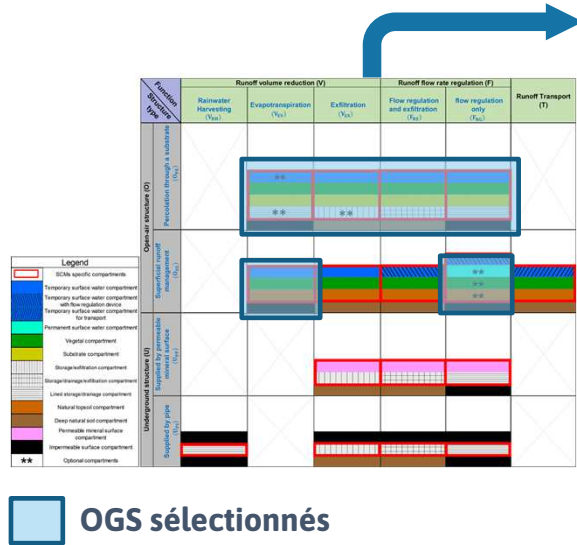 Function
Structure type
Runoff volume reduction (V)
Runoff flow rate regulation (F)
Runoff Transport (T)
Rainwater Harvesting (V_RH)
Evapotranspiration (V_ES)
Exfiltration (V_EX)
Flow regulation and exfiltration (F_RE)
flow regulation only (F_RG)
Open-air structure (O)
Percolation through a substrate
**
**
**
Superficial runoff management
**
**
**
Underground structure (U)
Supplied by permeable mineral surface
Supplied by pipe
Legend
SCMs specific compartments
Temporary surface water compartment
Temporary surface water compartment
with flow regulation device
Temporary surface water compartment
for transport
Permanent surface water compartment
Vegetal compartment
Substrate compartment
Storage/exfiltration compartment
Storage/drainage/exfiltration compartment
Lined storage/drainage compartment
Natural topsoil compartment
Deep natural soil compartment
Permeable mineral surface
compartment
Impermeable surface compartment
** Optional compartments
OGS sélectionnés